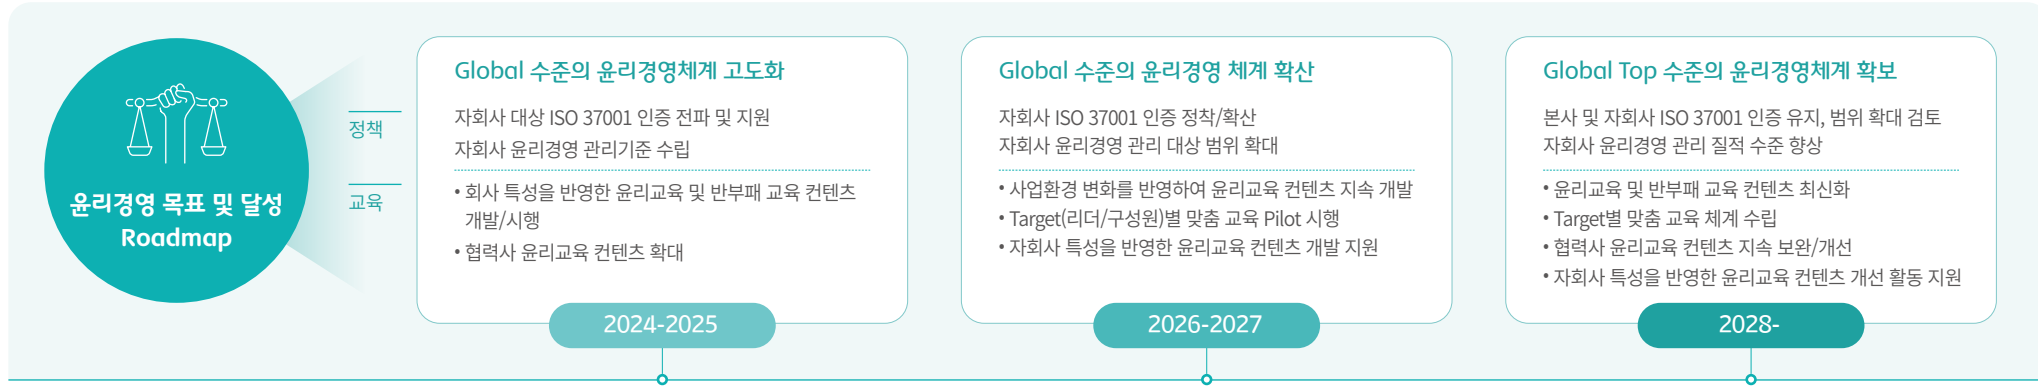 윤리경영 목표 및 달성
Roadmap
정책
교육
Global 수준의 윤리경영체계 고도화
자회사 대상 ISO 37001 인증 전파 및 지원
자회사 윤리경영 관리기준 수립
• 회사 특성을 반영한 윤리교육 및 반부패 교육 컨텐츠
개발/시행
• 협력사 윤리교육 컨텐츠 확대
2024-2025
Global 수준의 윤리경영 체계 확산
자회사 ISO 37001 인증 정착/확산
자회사 윤리경영 관리 대상 범위 확대
• 사업환경 변화를 반영하여 윤리교육 컨텐츠 지속 개발
• Target(리더/구성원)별 맞춤 교육 Pilot 시행
• 자회사 특성을 반영한 윤리교육 컨텐츠 개발 지원
2026-2027
Global Top 수준의 윤리경영체계 확보
본사 및 자회사 ISO 37001 인증 유지, 범위 확대 검토
자회사 윤리경영 관리 질적 수준 향상
• 윤리교육 및 반부패 교육 컨텐츠 최신화
• Target별 맞춤 교육 체계 수립
• 협력사 윤리교육 컨텐츠 지속 보완/개선
• 자회사 특성을 반영한 윤리교육 컨텐츠 개선 활동 지원
2028-